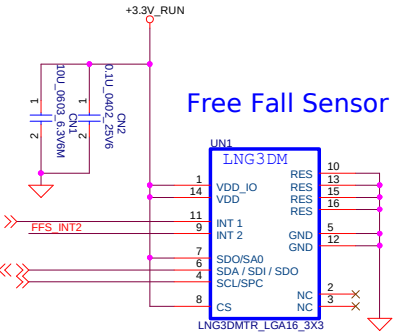 +3.3V_RUN
10U_0603_6.3V6M
CN1
1
2
0.1U_0402_25V6
CN2
1
2
Free Fall Sensor
UN1
LNG3DM
1 VDD_IO
14 VDD
11 INT 1
FFS_INT2 9 INT 2
7 SDO/SA0
6 SDA / SDI / SDO
4 SCL/SPC
8 CS
RES 10
RES 13
RES 15
RES 16
GND 5
GND 12
NC 2
NC 3
LNG3DMTR_LGA16_3X3